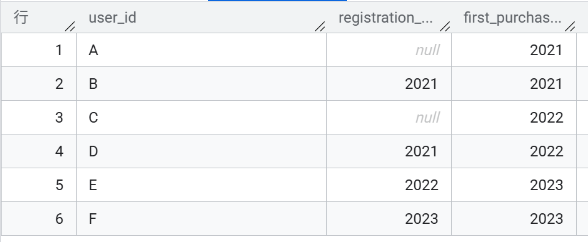 行 user_id registration_... first_purchas...
1 A null 2021
2 B 2021 2021
3 C null 2022
4 D 2021 2022
5 E 2022 2023
6 F 2023 2023